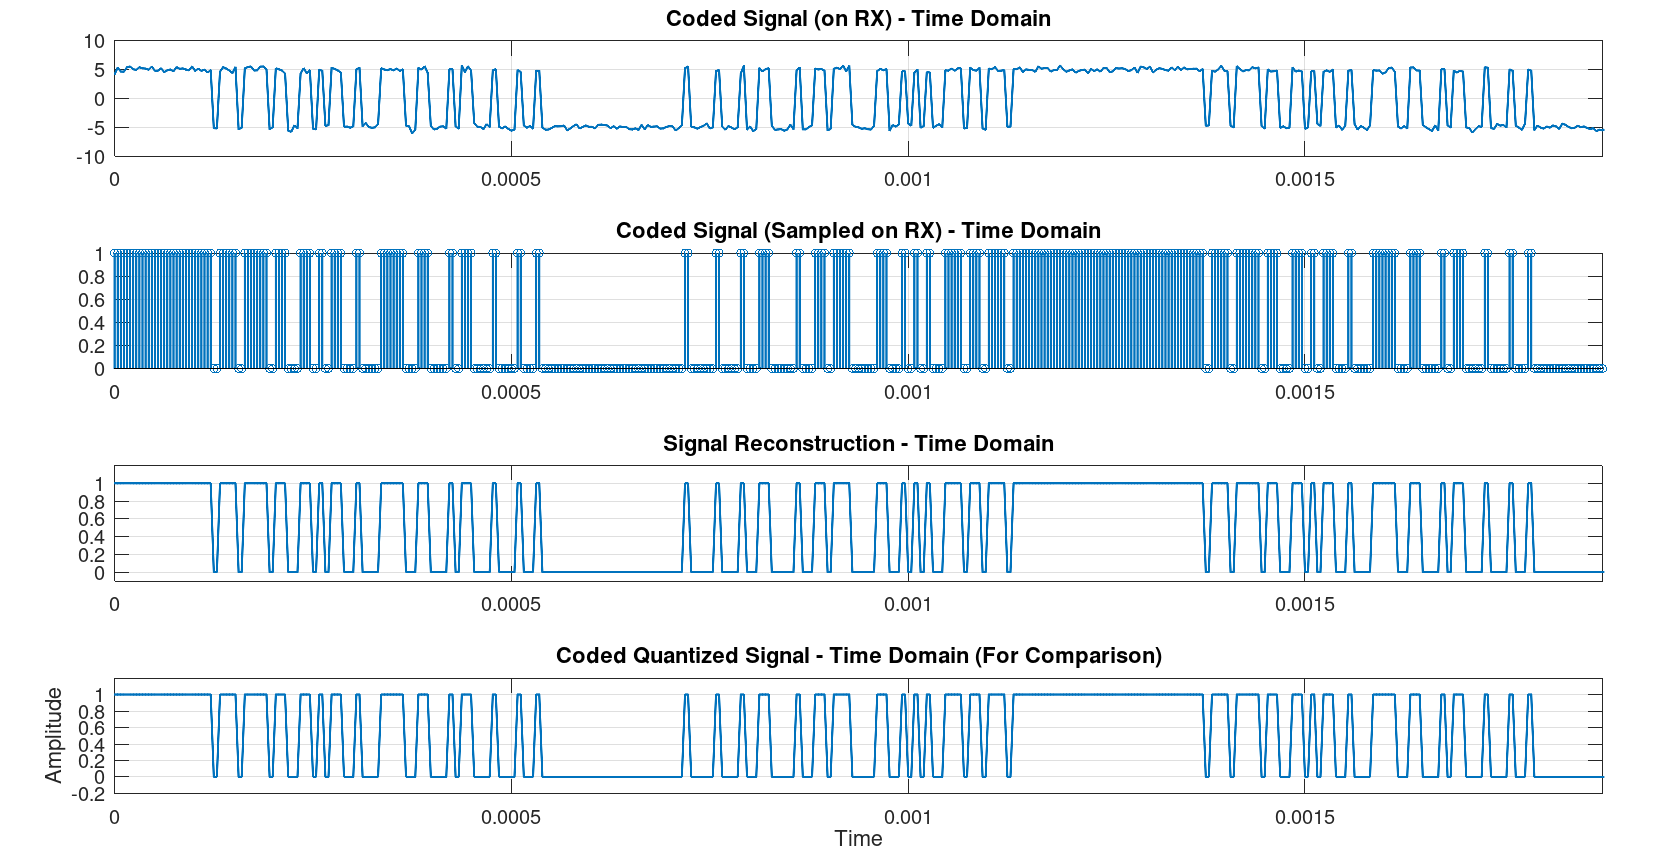 Coded Signal (on RX) - Time Domain
10
5
0
-5
-10
0 0.0005 0.001 0.0015
Coded Signal (Sampled on RX) - Time Domain
1
0.8
0.6
0.4
0.2
0
0 0.0005 0.001 0.0015
Signal Reconstruction - Time Domain
1
0.8
0.6
0.4
0.2
0
0 0.0005 0.001 0.0015
Coded Quantized Signal - Time Domain (For Comparison)
Amplitude
1
0.8
0.6
0.4
0.2
0
-0.2
0 0.0005 0.001 0.0015
Time